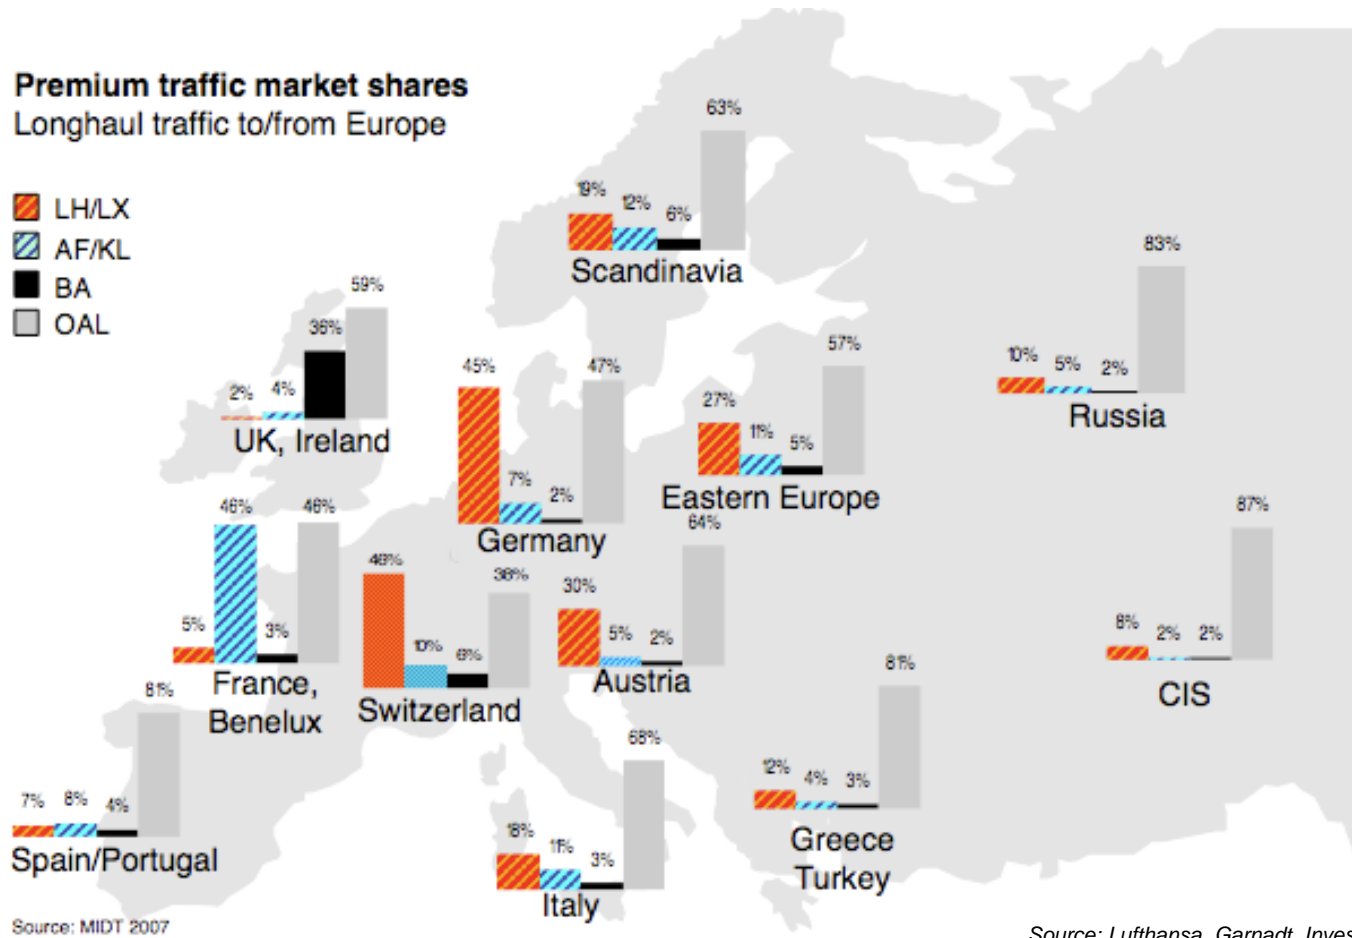 Premium traffic market shares
Longhaul traffic to/from Europe
LH/LX
AF/KL
BA
OAL
63%
19%
12%
6%
Scandinavia
83%
10%
5%
2%
Russia
59%
36%
2%
4%
UK, Ireland
45%
47%
7%
2%
Germany
57%
27%
11%
5%
Eastern Europe
46%
46%
5%
3%
France,
Benelux
46%
38%
10%
6%
Switzerland
64%
30%
5%
2%
Austria
87%
8%
2%
2%
CIS
81%
7%
8%
4%
Spain/Portugal
68%
18%
11%
3%
Italy
81%
12%
4%
3%
Greece
Turkey
Source: MIDT 2007
Source: Lufthansa, Garnadt, Inves